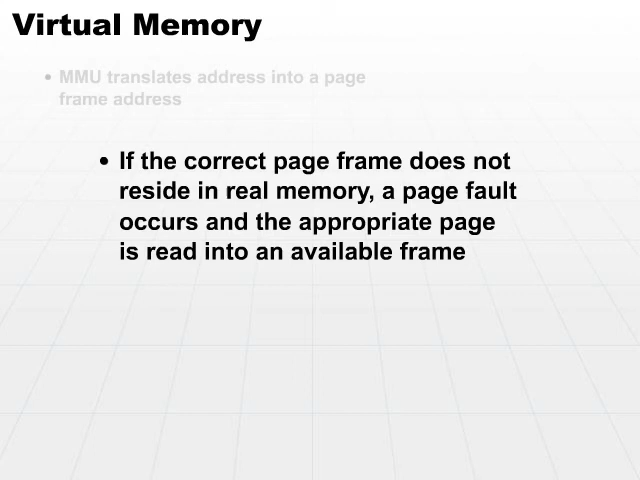 Virtual Memory
• MMU translates address into a page
frame address
• If the correct page frame does not
reside in real memory, a page fault
occurs and the appropriate page
is read into an available frame